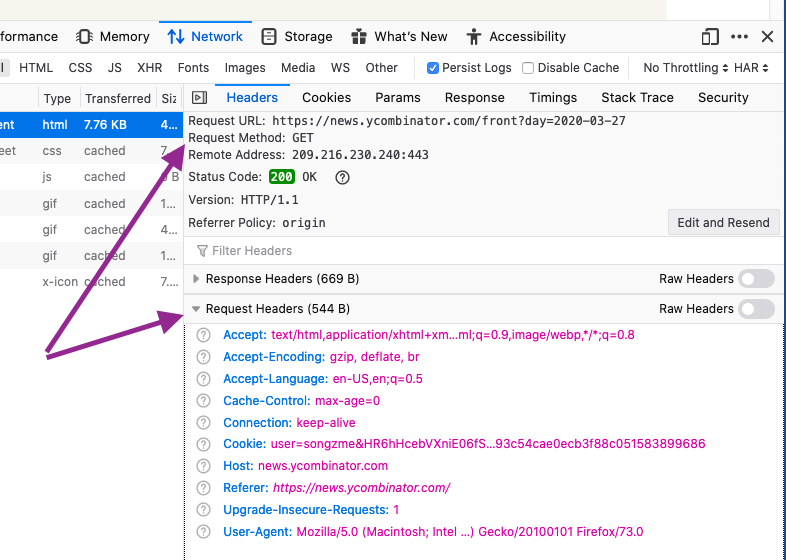 formance Memory Network Storage What's New Accessibility
HTML CSS JS XHR Fonts Images Media WS Other Persist Logs Disable Cache No Throttling HAR
Type Transferred Siz Headers Cookies Params Response Timings Stack Trace Security
ent html 7.76 KB 4…
eet css cached 7…
js cached B
gif cached 1…
gif cached 4…
gif cached 1…
x-icon cached 7…
Request URL: https://news.ycombinator.com/front?day=2020-03-27
Request Method: GET
Remote Address: 209.216.230.240:443
Status Code: 200 OK ?
Version: HTTP/1.1
Referrer Policy: origin
Edit and Resend
Filter Headers
Response Headers (669 B) Raw Headers
Request Headers (544 B) Raw Headers
? Accept: text/html,application/xhtml+xm…ml;q=0.9,image/webp,*/*;q=0.8
? Accept-Encoding: gzip, deflate, br
? Accept-Language: en-US,en;q=0.5
? Cache-Control: max-age=0
? Connection: keep-alive
? Cookie: user=songzme&HR6hHcebVXniE06fS…93c54cae0ecb3f88c051583899686
? Host: news.ycombinator.com
? Referer: https://news.ycombinator.com/
? Upgrade-Insecure-Requests: 1
? User-Agent: Mozilla/5.0 (Macintosh; Intel …) Gecko/20100101 Firefox/73.0